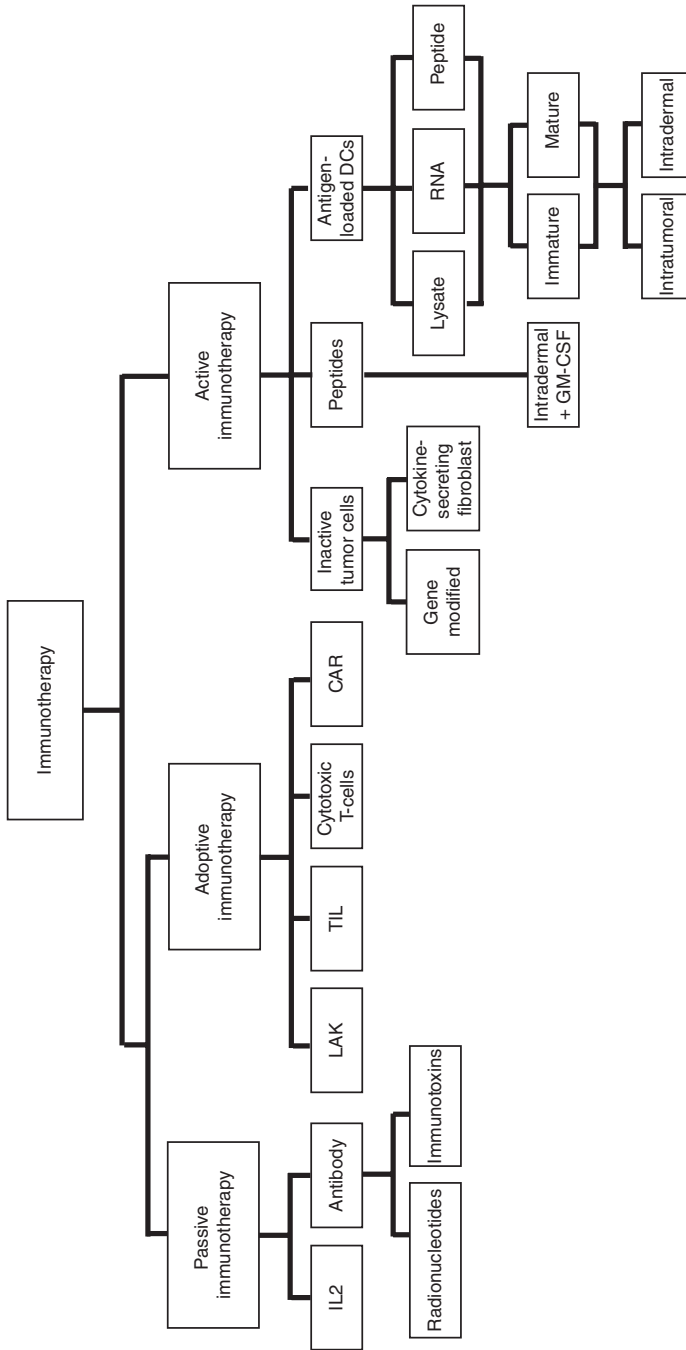 Immunotherapy
Passive
immunotherapy
Adoptive
immunotherapy
Active
immunotherapy
IL2
Antibody
LAK
TIL
Cytotoxic
T-cells
CAR
Inactive
tumor cells
Peptides
Antigen-
loaded DCs
Radionucleotides
Immunotoxins
Gene
modified
Cytokine-
secreting
fibroblast
Lysate
RNA
Peptide
Intradermal
+ GM-CSF
Immature
Mature
Intratumoral
Intradermal